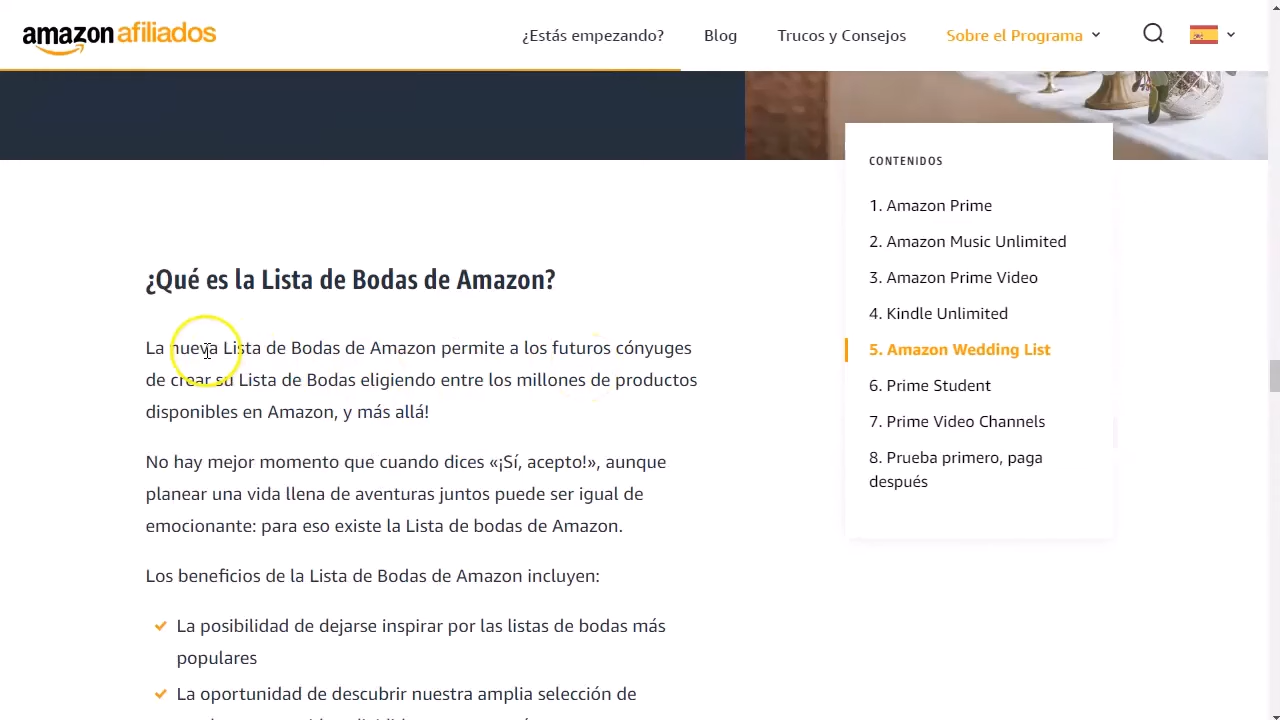 amazon afiliados
¿Estás empezando?
Blog
Trucos y Consejos
Sobre el Programa
CONTENIDOS
1. Amazon Prime
2. Amazon Music Unlimited
3. Amazon Prime Video
4. Kindle Unlimited
5. Amazon Wedding List
6. Prime Student
7. Prime Video Channels
8. Prueba primero, paga
después
¿Qué es la Lista de Bodas de Amazon?
La nueva Lista de Bodas de Amazon permite a los futuros cónyuges
de crear su Lista de Bodas eligiendo entre los millones de productos
disponibles en Amazon, y más allá!
No hay mejor momento que cuando dices «¡Sí, acepto!», aunque
planear una vida llena de aventuras juntos puede ser igual de
emocionante: para eso existe la Lista de bodas de Amazon.
Los beneficios de la Lista de Bodas de Amazon incluyen:
La posibilidad de dejarse inspirar por las listas de bodas más
populares
La oportunidad de descubrir nuestra amplia selección de